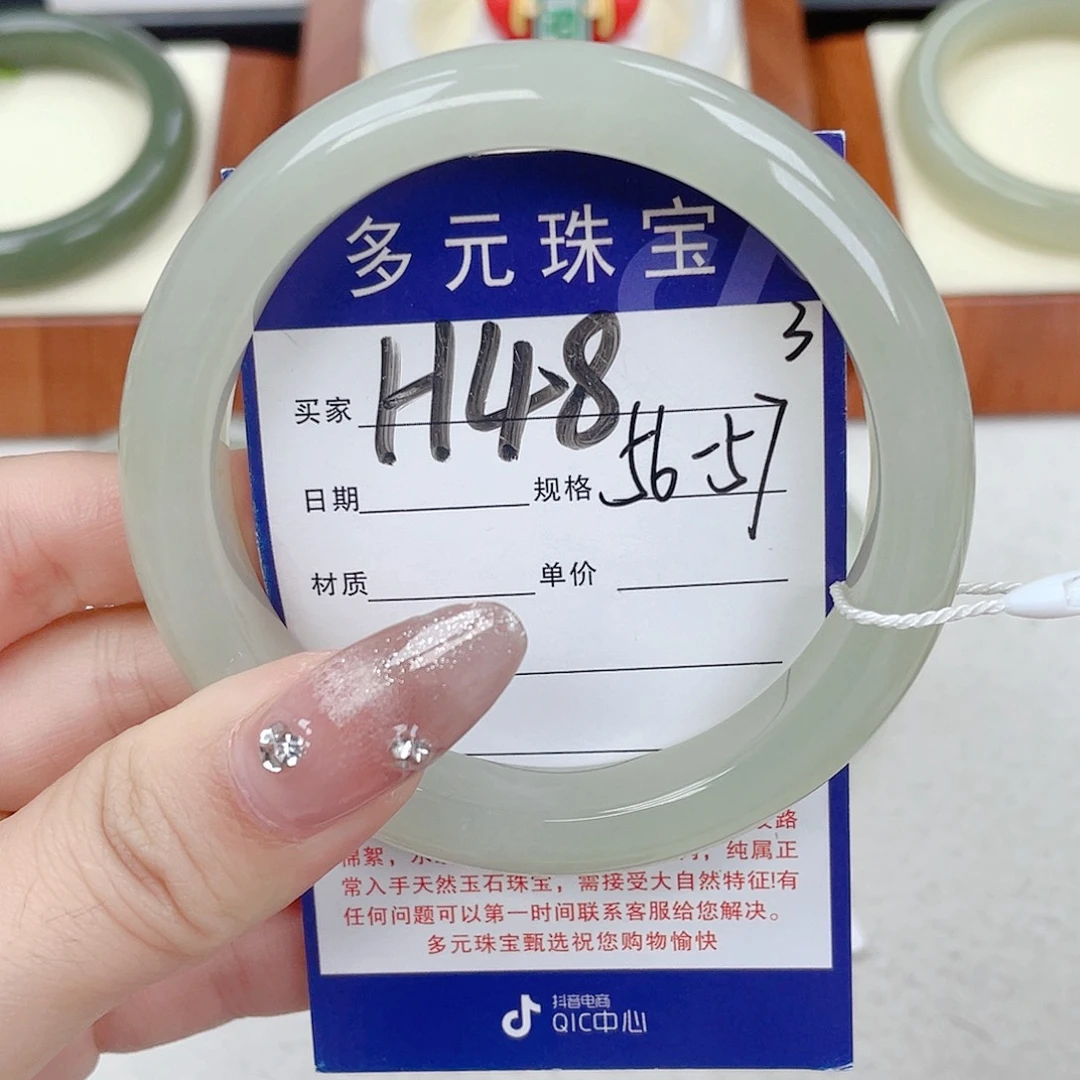 多元珠宝
3
买家 H428
日期 规格 56-57
材质 单价
路
棉絮，
，纯属正
常入手天然玉石珠宝，需接受大自然特征!有
任何问题可以第一时间联系客服给您解决。
多元珠宝甄选祝您购物愉快
抖音电商
QIC中心